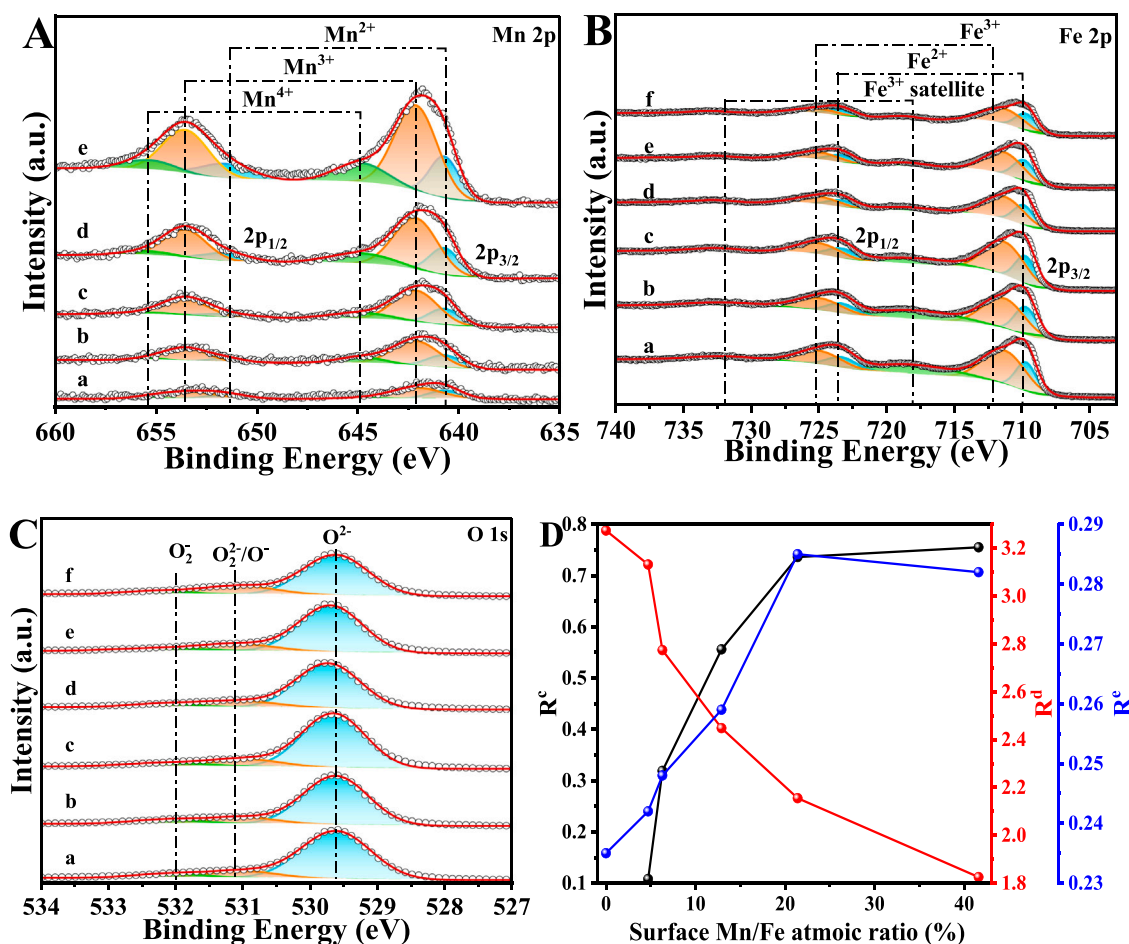 A
Mn 2p
Mn2+
Mn3+
Mn4+
e
d
c
b
a
2p1/2
2p3/2
Intensity (a.u.)
660 655 650 645 640 635
Binding Energy (eV)
B
Fe 2p
Fe3+
Fe2+
Fe3+ satellite
f
e
d
c
b
a
2p1/2
2p3/2
Intensity (a.u.)
740 735 730 725 720 715 710 705
Binding Energy (eV)
C
O 1s
O2-
O22-/O-
O2-
f
e
d
c
b
a
Intensity (a.u.)
534 533 532 531 530 529 528 527
Binding Energy (eV)
D
0.8
0.7
0.6
0.5
0.4
0.3
0.2
0.1
Rc
3.2
3.0
2.8
2.6
2.4
2.2
2.0
1.8
Rd
0.29
0.28
0.27
0.26
0.25
0.24
0.23
Re
0 10 20 30 40
Surface Mn/Fe atmoic ratio (%)